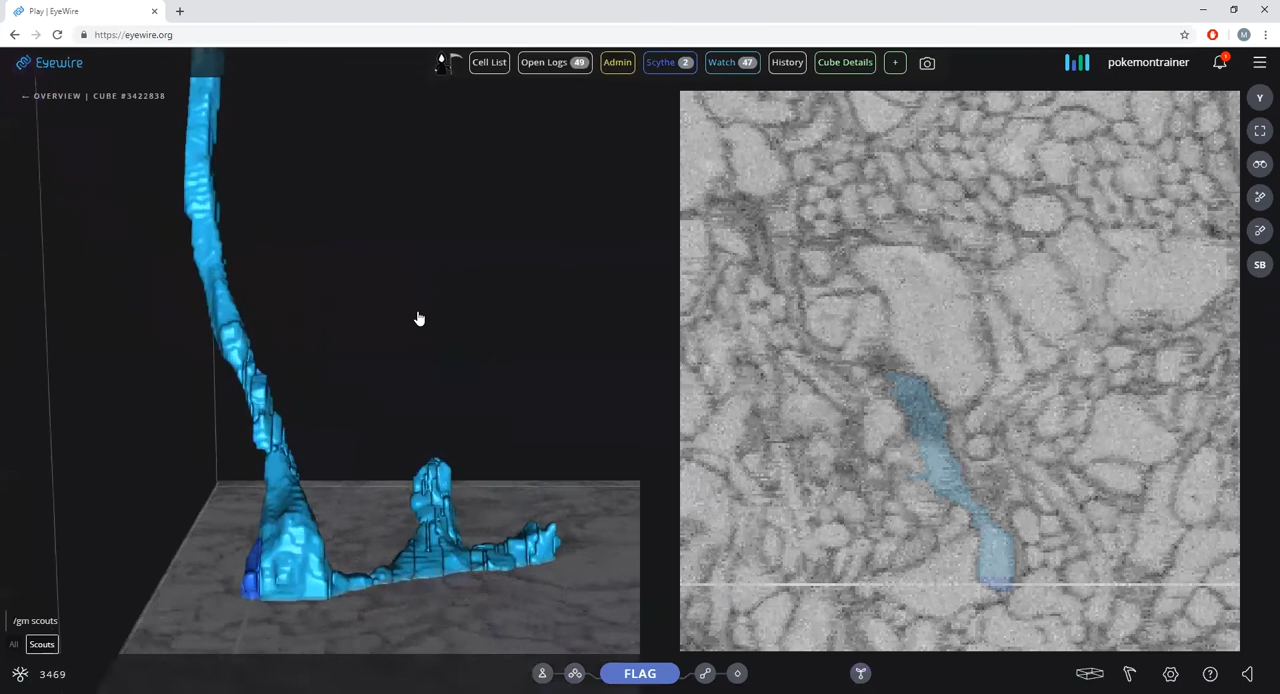 Play | EyeWire
https://eyewire.org
M
Eyewire
Cell List
Open Logs 49
Admin
Scythe 2
Watch 47
History
Cube Details
+
pokemontrainer
1
← OVERVIEW | CUBE #3422838
Y
SB
/gm scouts
All
Scouts
3469
FLAG